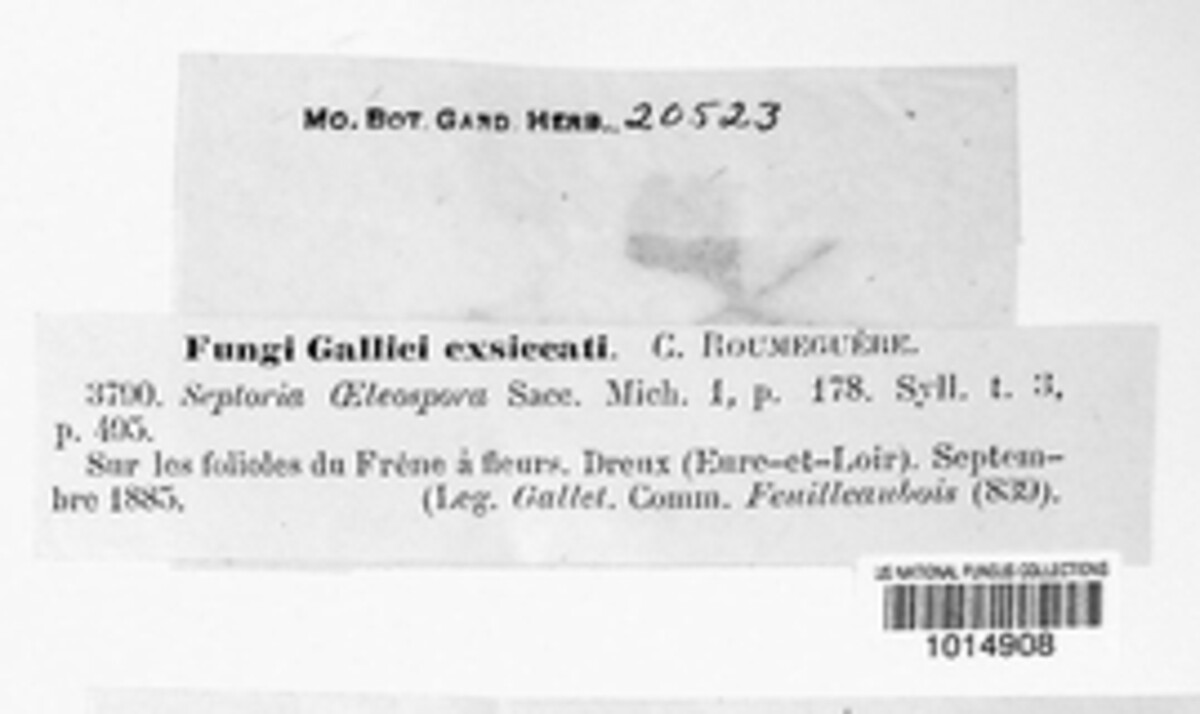 MO. BOT. GARD. HERB. 20523
Fungi Gallici exsiccati. C. ROUMEGUÈRE.
3790. Septoria Œleospora Sacc. Mich. 1, p. 178. Syll. t. 3,
p. 495.
Sur les folioles du Frêne à fleurs. Dreux (Eure-et-Loir). Septem-
bre 1885. (Leg. Gallet. Comm. Feuilleaubois (839).
US NATIONAL FUNGUS COLLECTIONS
1014908